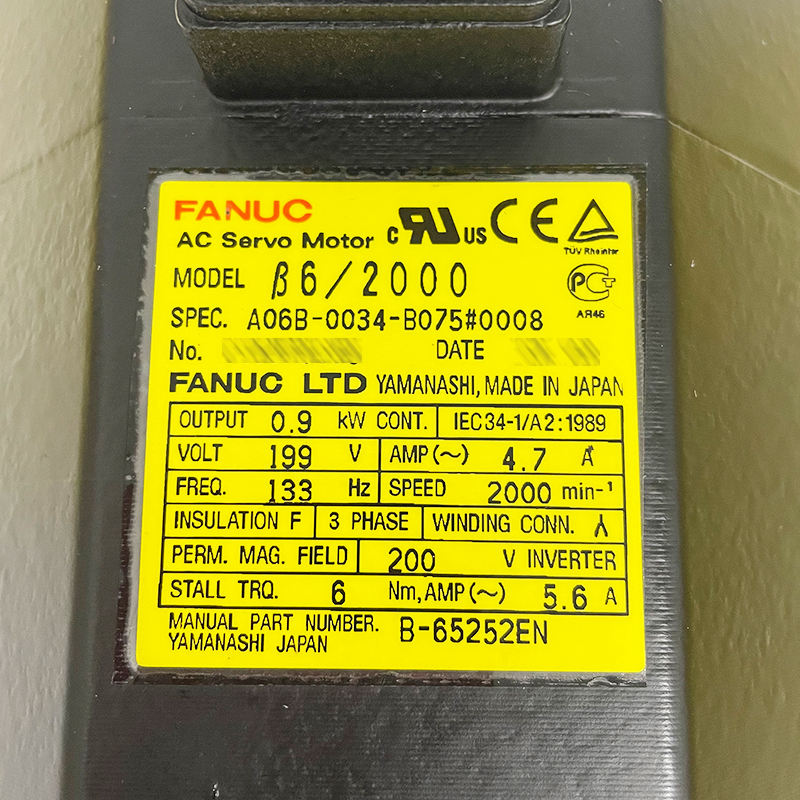 FANUC
AC Servo Motor c RU US CE TÜV Rheinland
MODEL β6/2000
SPEC. A06B-0034-B075#0008 АЯ46
No. DATE
FANUC LTD YAMANASHI, MADE IN JAPAN
OUTPUT 0.9 kW CONT. IEC34-1/A2:1989
VOLT 199 V AMP(~) 4.7 A
FREQ. 133 Hz SPEED 2000 min-¹
INSULATION F 3 PHASE WINDING CONN. 人
PERM. MAG. FIELD 200 V INVERTER
STALL TRQ. 6 Nm, AMP(~) 5.6 A
MANUAL PART NUMBER. B-65252EN
YAMANASHI JAPAN